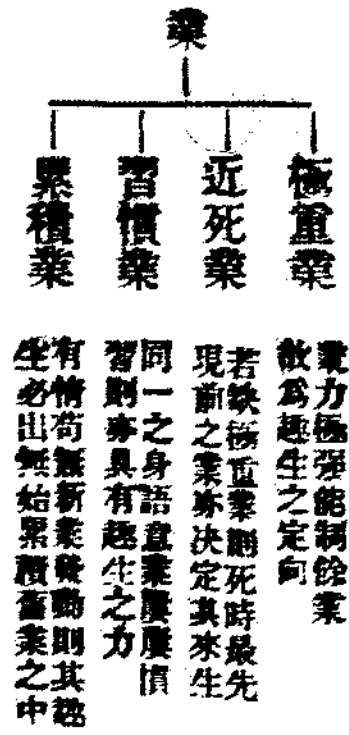 業
極重業
近死業
習慣業
累積業
業力極强能制餘業
故為趣生之定向
若缺極重業則死時最先
現前之業亦决定其來生
同一之身語意業屢屢慣
習則亦具有趣生之力
有情苟無新業發動則其趣
生必出無始累積舊業之中